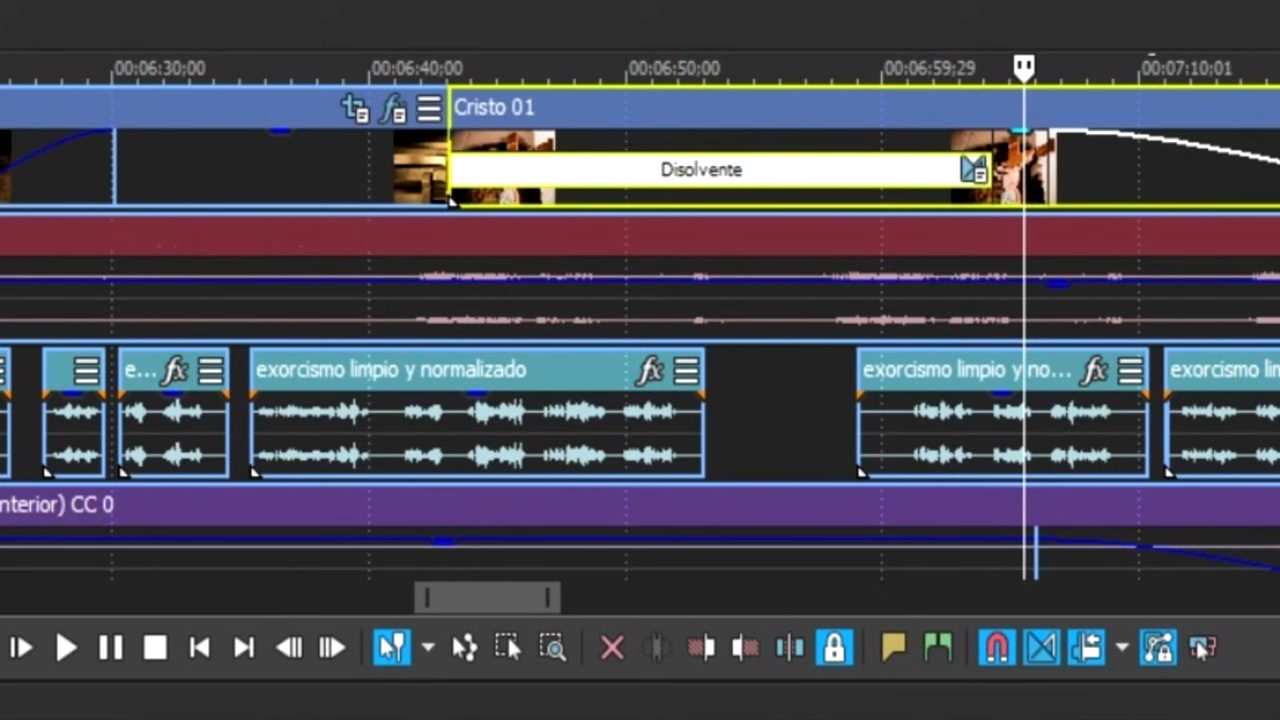 00:06:30;00 00:06:40;00 00:06:50;00 00:06:59;29 00:07:10;01
Cristo 01
Disolvente
e... exorcismo limpio y normalizado exorcismo limpio y no... exorcismo lim
nterior) CC 0